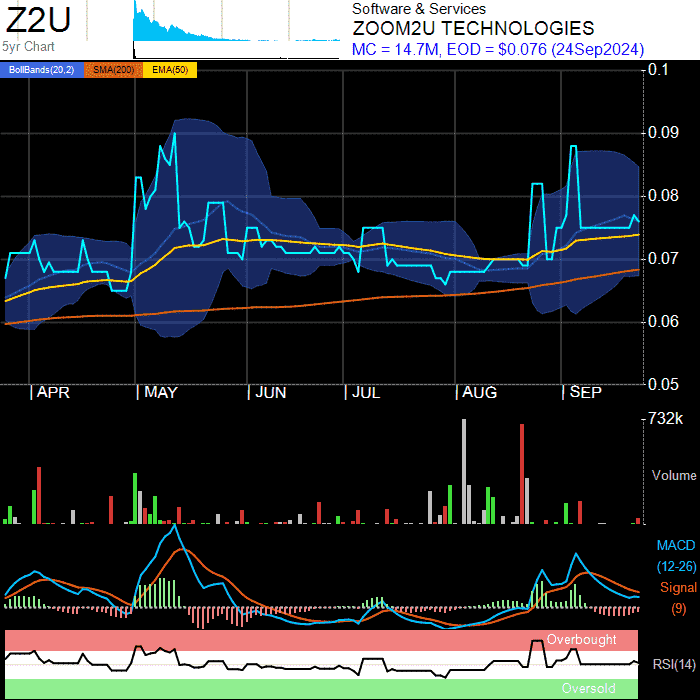 Z2U
5yr Chart
Software & Services
ZOOM2U TECHNOLOGIES
MC = 14.7M, EOD = $0.076 (24Sep2024)
BollBands(20,2) SMA(200) EMA(50)
0.1
0.09
0.08
0.07
0.06
0.05
APR MAY JUN JUL AUG SEP
732k
Volume
MACD
(12-26)
Signal
(9)
Overbought
RSI(14)
Oversold